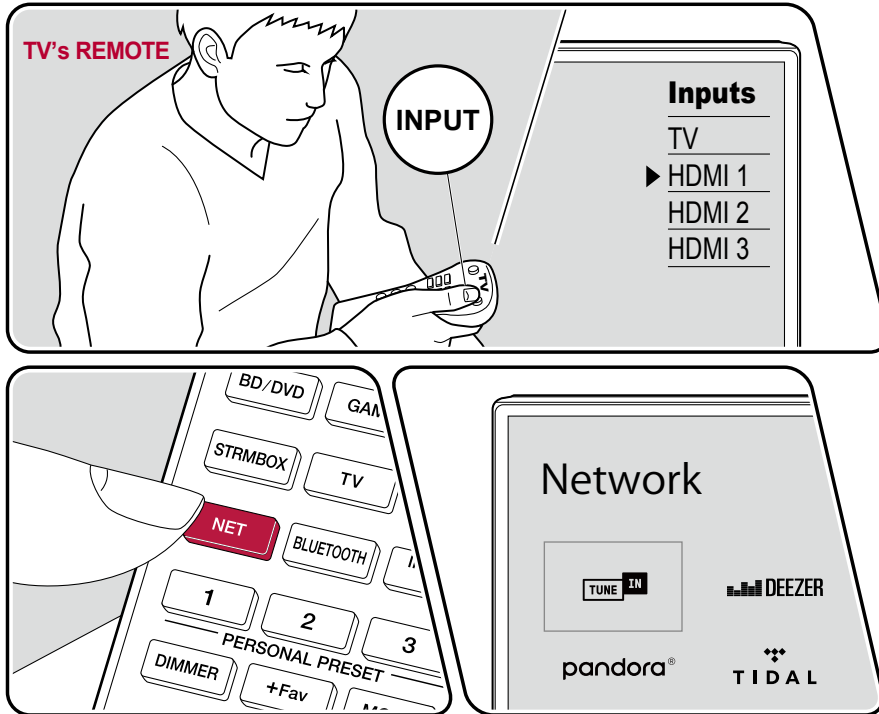 TV's REMOTE
INPUT
TV
Inputs
TV
HDMI 1
HDMI 2
HDMI 3
BD/DVD
STRMBOX
TV
NET
BLUETOOTH
1
2
3
PERSONAL PRESET
DIMMER
+Fav
Network
TUNE IN
DEEZER
pandora®
TIDAL